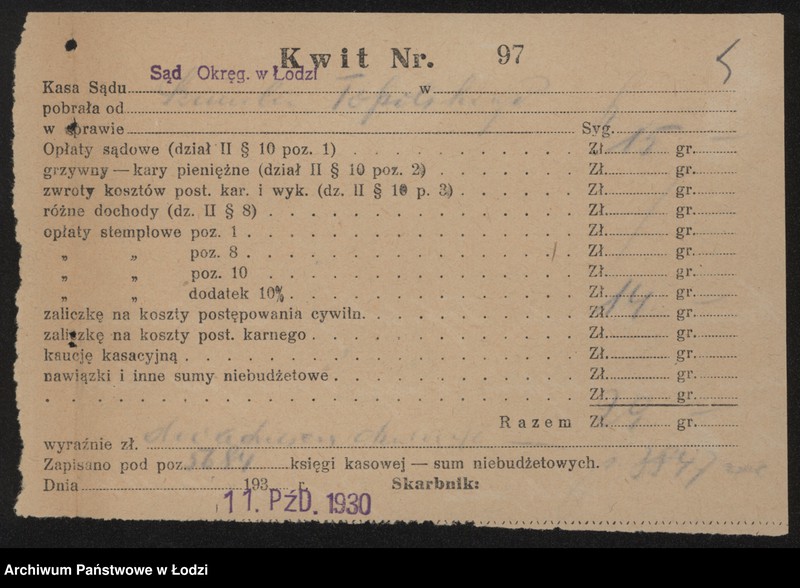 Kwit Nr. 97
5
Sąd Okręg. w Łodzi
Kasa Sądu w
pobrała od
w sprawie Syg.
Opłaty sądowe (dział II § 10 poz. 1) Zł. 15 gr. —
grzywny — kary pieniężne (dział II § 10 poz. 2) Zł. gr.
zwroty kosztów post. kar. i wyk. (dz. II § 10 p. 3) Zł. gr.
różne dochody (dz. II § 8) Zł. gr.
opłaty stemplowe poz. 1 Zł. gr.
„ „ poz. 8 Zł. gr.
„ „ poz. 10 Zł. gr.
„ „ dodatek 10% Zł. gr.
zaliczkę na koszty postępowania cywiln. Zł. 14 gr. —
zaliczkę na koszty post. karnego Zł. gr.
kaucję kasacyjną Zł. gr.
nawiązki i inne sumy niebudżetowe Zł. gr.
Zł. gr.
Razem Zł. gr. —
wyraźnie zł.
Zapisano pod poz. księgi kasowej — sum niebudżetowych.
Dnia 193 r. Skarbnik:
11. PŹD. 1930
Archiwum Państwowe w Łodzi